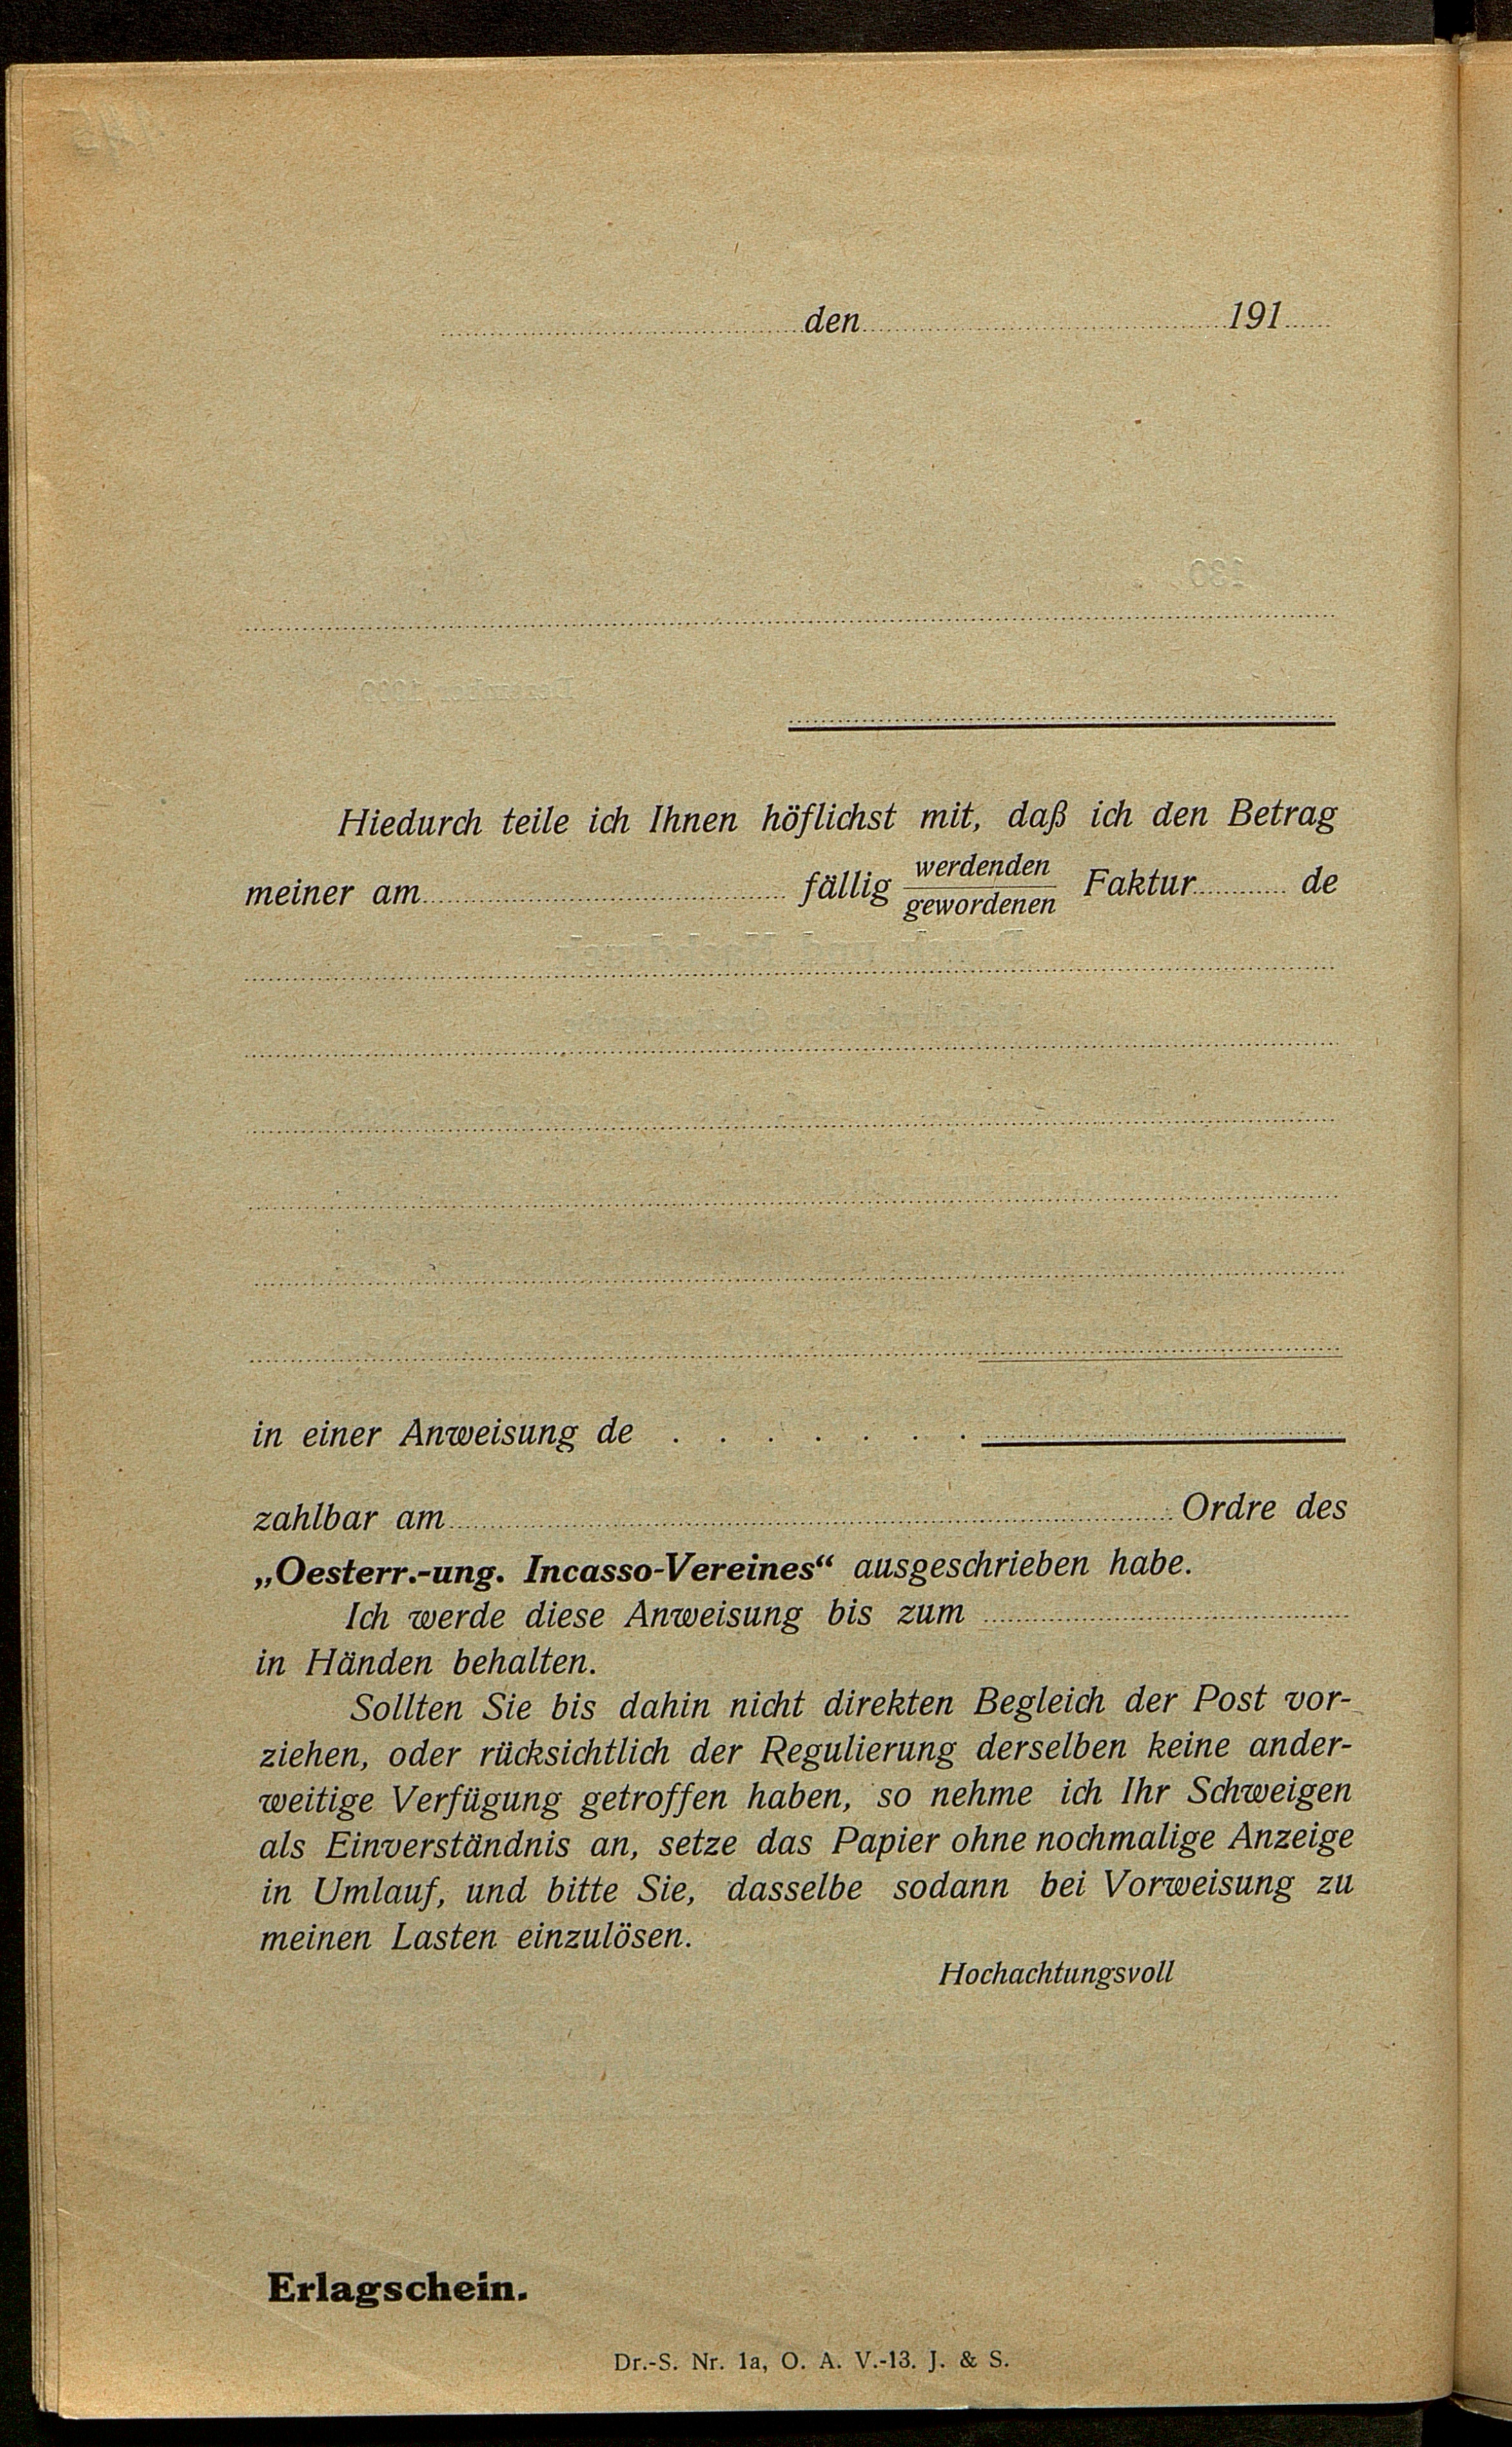 den 191
Hiedurch teile ich Ihnen höflichst mit, daß ich den Betrag
meiner am fällig werdenden gewordenen Faktur de
in einer Anweisung de . . . . . . .
zahlbar am Ordre des
„Oesterr.-ung. Incasso-Vereines“ ausgeschrieben habe.
Ich werde diese Anweisung bis zum
in Händen behalten.
Sollten Sie bis dahin nicht direkten Begleich der Post vor-
ziehen, oder rücksichtlich der Regulierung derselben keine ander-
weitige Verfügung getroffen haben, so nehme ich Ihr Schweigen
als Einverständnis an, setze das Papier ohne nochmalige Anzeige
in Umlauf, und bitte Sie, dasselbe sodann bei Vorweisung zu
meinen Lasten einzulösen.
Hochachtungsvoll
Erlagschein.
Dr.-S. Nr. 1a, O. A. V.-13. J. & S.